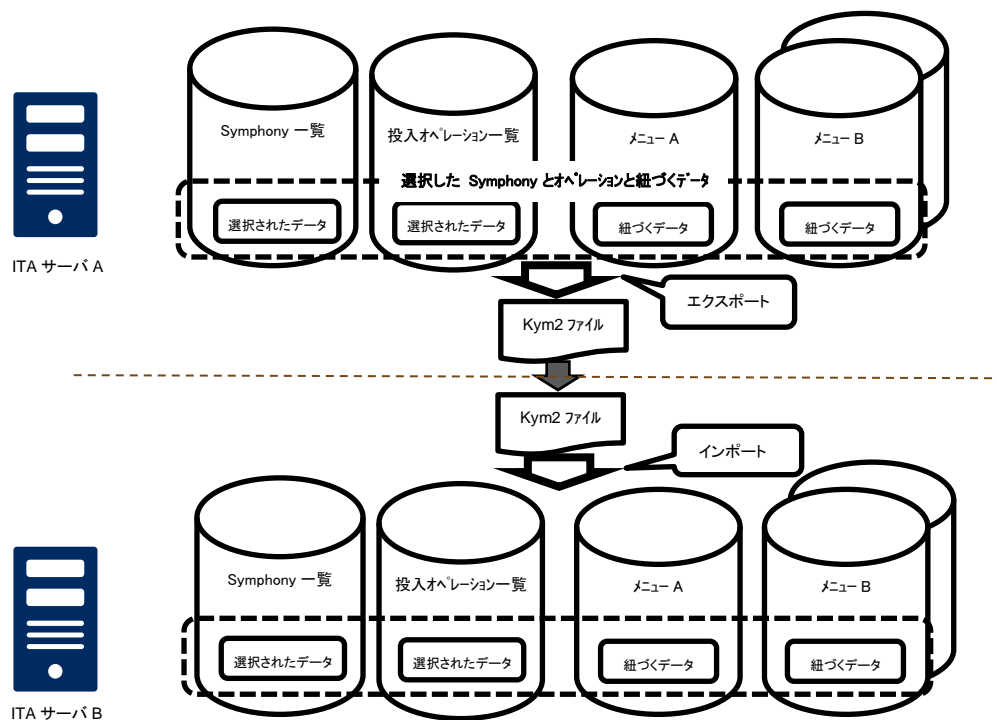 Symphony 一覧
投入オペレーション一覧
メニュー A
メニュー B
選択した Symphony とオペレーションと紐づくデータ
選択されたデータ
選択されたデータ
紐づくデータ
紐づくデータ
ITA サーバ A
エクスポート
Kym2 ファイル
Kym2 ファイル
インポート
Symphony 一覧
投入オペレーション一覧
メニュー A
メニュー B
選択されたデータ
選択されたデータ
紐づくデータ
紐づくデータ
ITA サーバ B